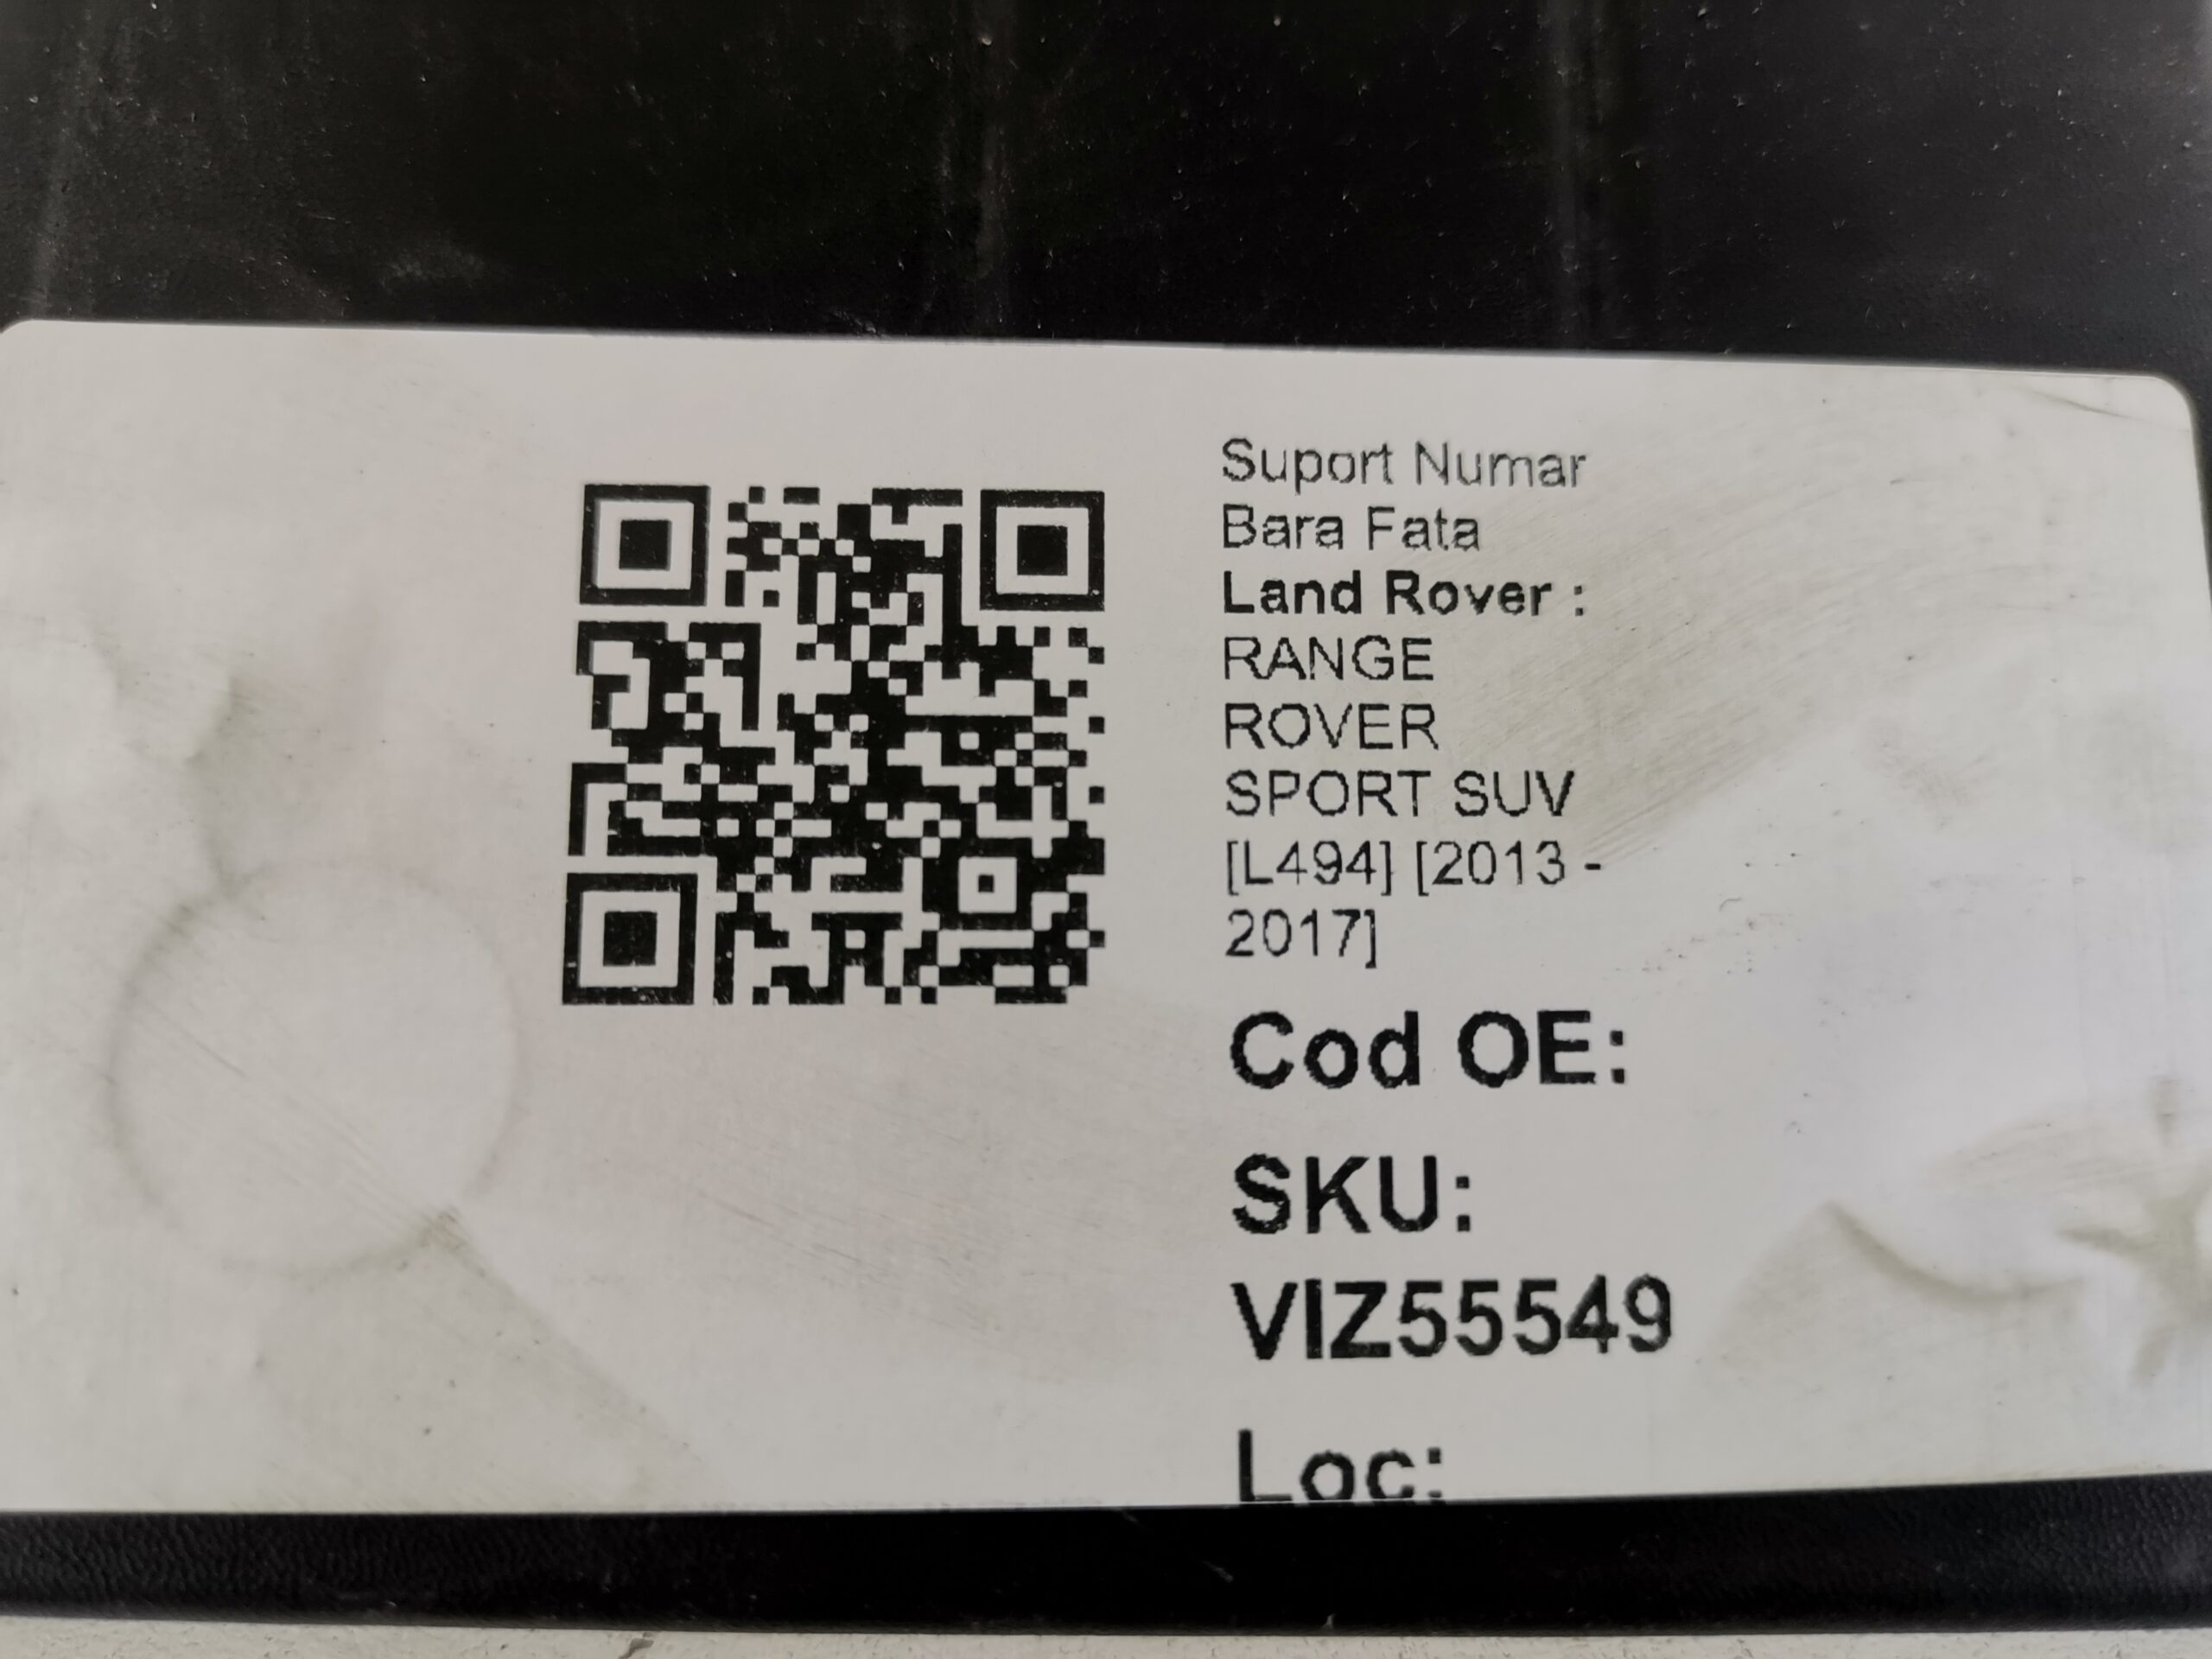 Suport Numar
Bara Fata
Land Rover :
RANGE
ROVER
SPORT SUV
[L494] [2013 -
2017]
Cod OE:
SKU:
VIZ55549
Loc: